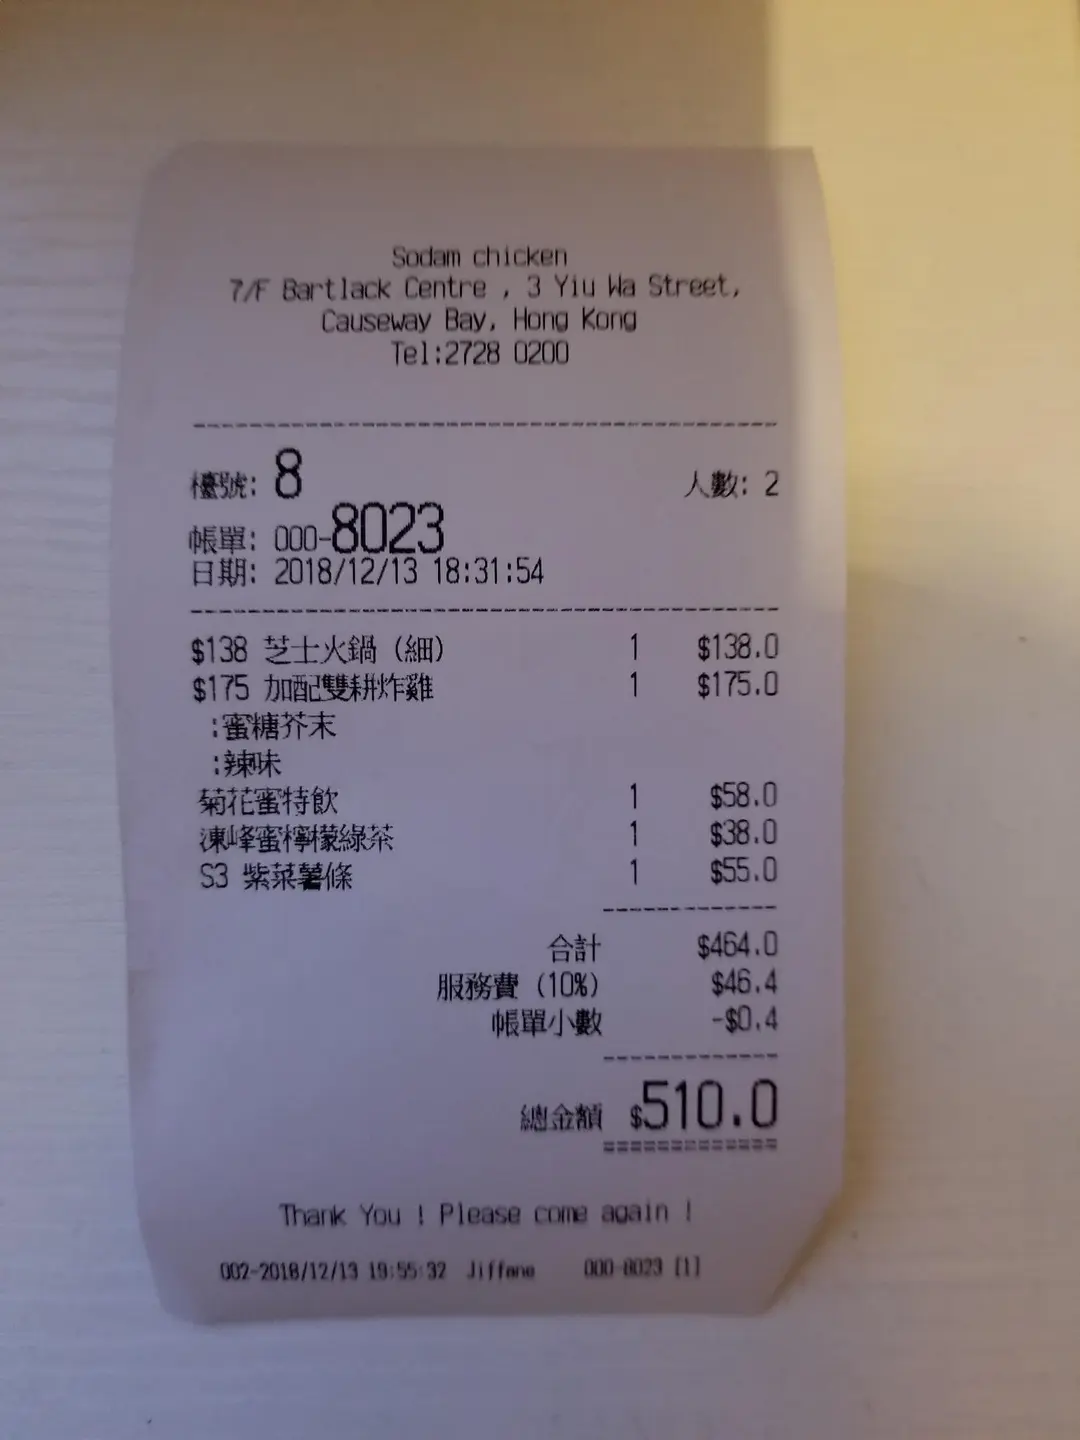 Sodam chicken
7/F Bartlack Centre , 3 Yiu Wa Street,
Causeway Bay, Hong Kong
Tel:2728 0200
檯號: 8 人數: 2
帳單: 000-8023
日期: 2018/12/13 18:31:54
$138 芝士火鍋 (細) 1 $138.0
$175 加配雙拼炸雞 1 $175.0
:蜜糖芥末
:辣味
菊花蜜特飲 1 $58.0
凍蜂蜜檸檬綠茶 1 $38.0
S3 紫菜薯條 1 $55.0
合計 $464.0
服務費 (10%) $46.4
帳單小數 -$0.4
總金額 $510.0
Thank You ! Please come again !
002-2018/12/13 19:55:32 Jiffene 000-8023 [1]